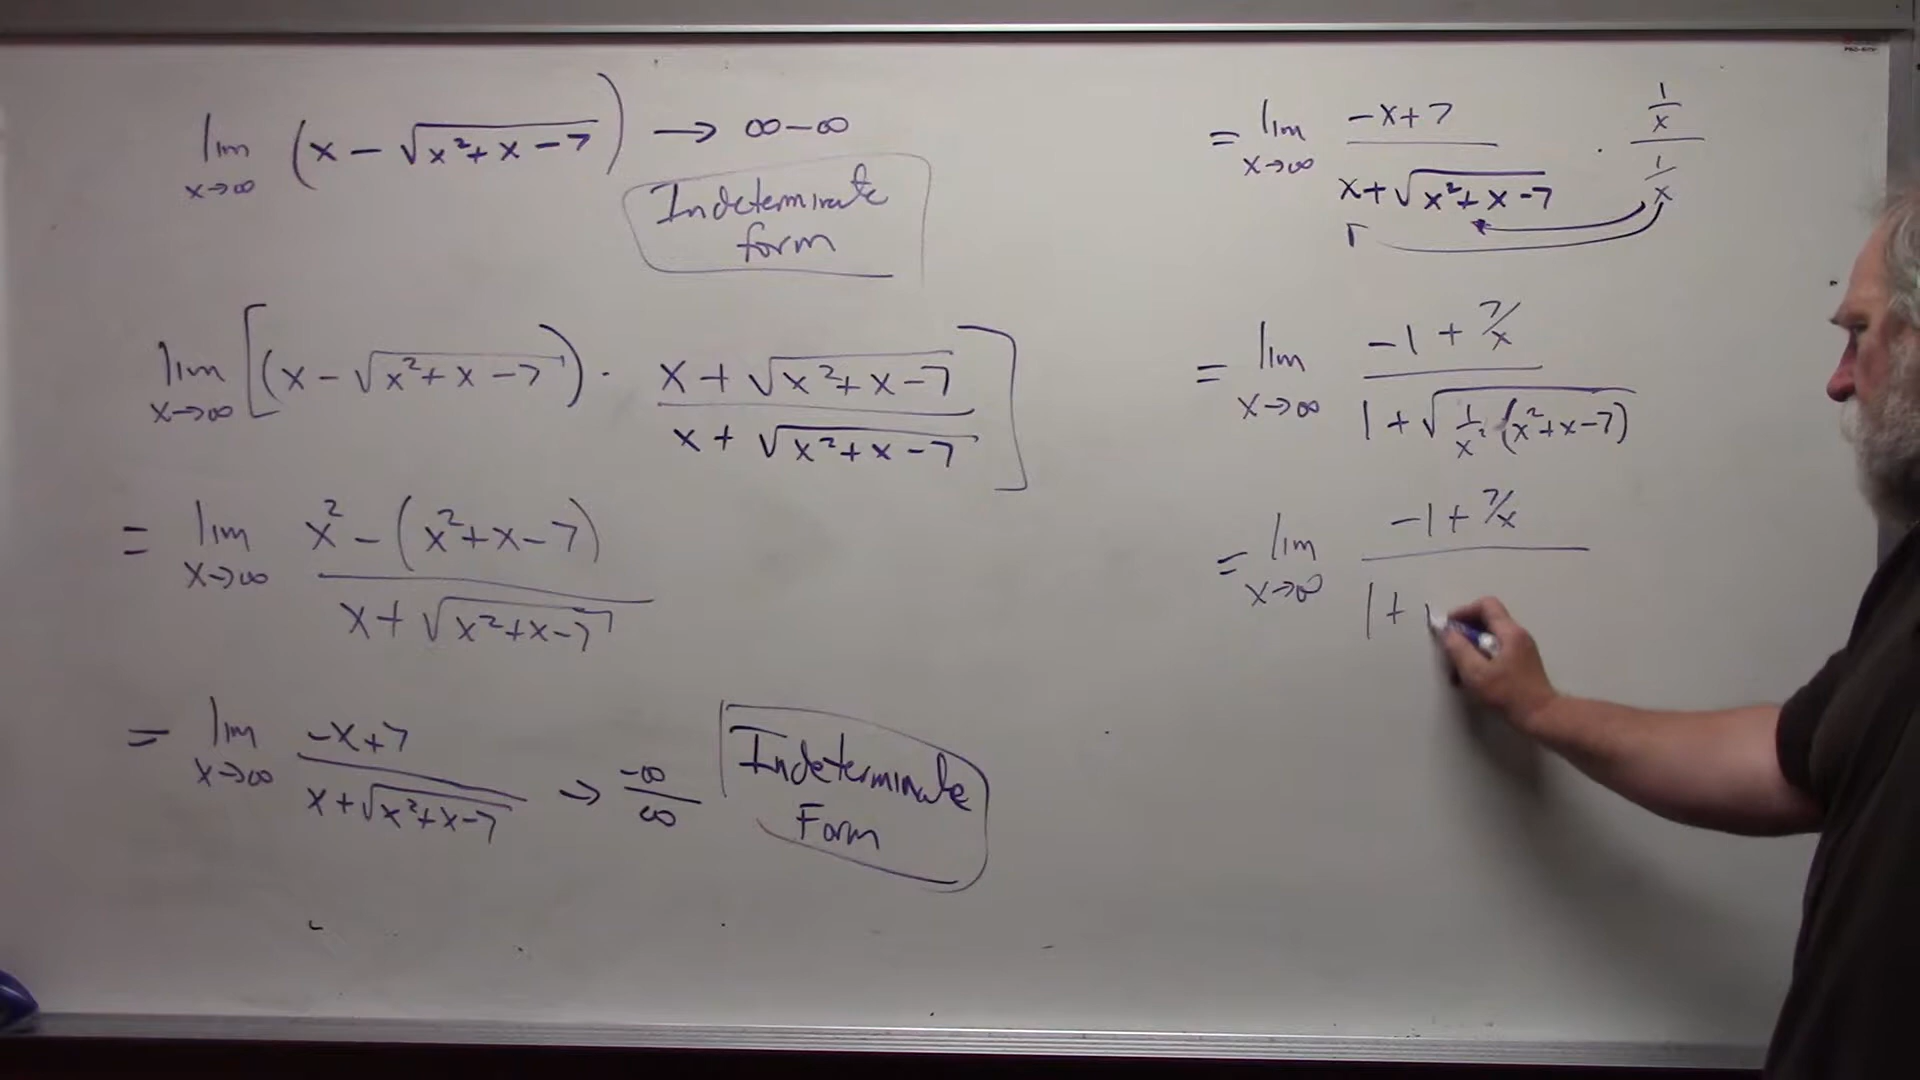 lim x→∞ (x − √(x²+x−7)) → ∞−∞
Indeterminate
form
lim x→∞ [(x − √(x²+x−7)) · (x + √(x²+x−7)) / (x + √(x²+x−7))]
= lim x→∞ (x² − (x²+x−7)) / (x + √(x²+x−7))
= lim x→∞ (−x+7) / (x + √(x²+x−7)) → −∞/∞
Indeterminate
Form
= lim x→∞ (−x+7) / (x + √(x²+x−7)) · (1/x) / (1/x)
= lim x→∞ (−1 + 7/x) / (1 + √(1/x² (x²+x−7)))
= lim x→∞ (−1 + 7/x) / (1 +